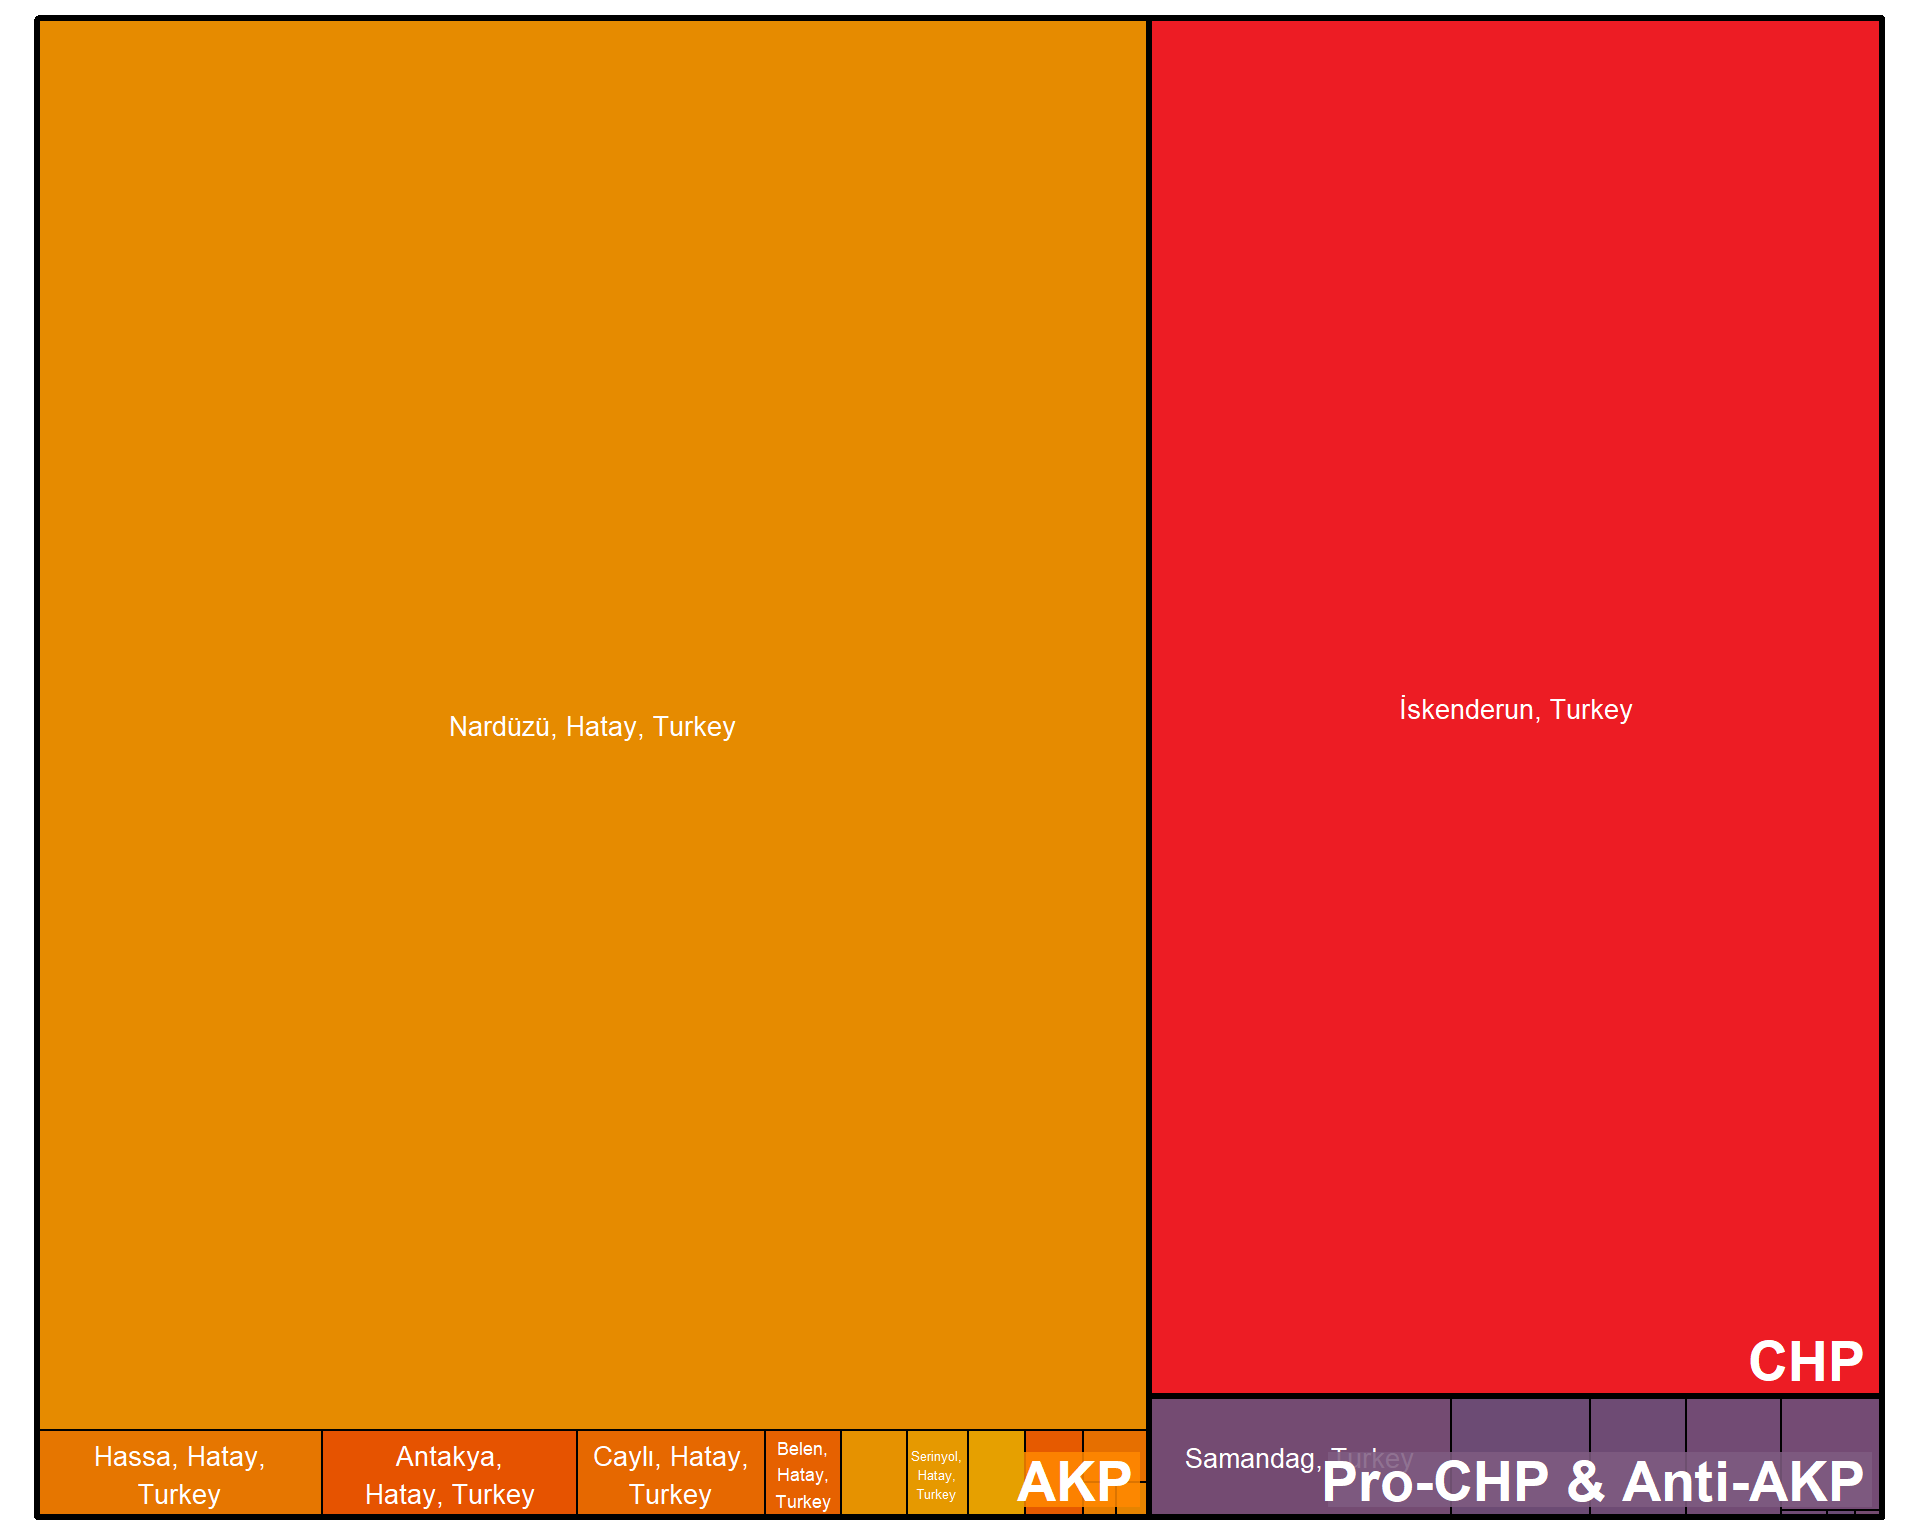 Nardüzü, Hatay, Turkey
İskenderun, Turkey
CHP
Hassa, Hatay,
Turkey
Antakya,
Hatay, Turkey
Caylı, Hatay,
Turkey
Belen,
Hatay,
Turkey
Serinyol,
Hatay,
Turkey
AKP
Samandag, Turkey
Pro-CHP & Anti-AKP